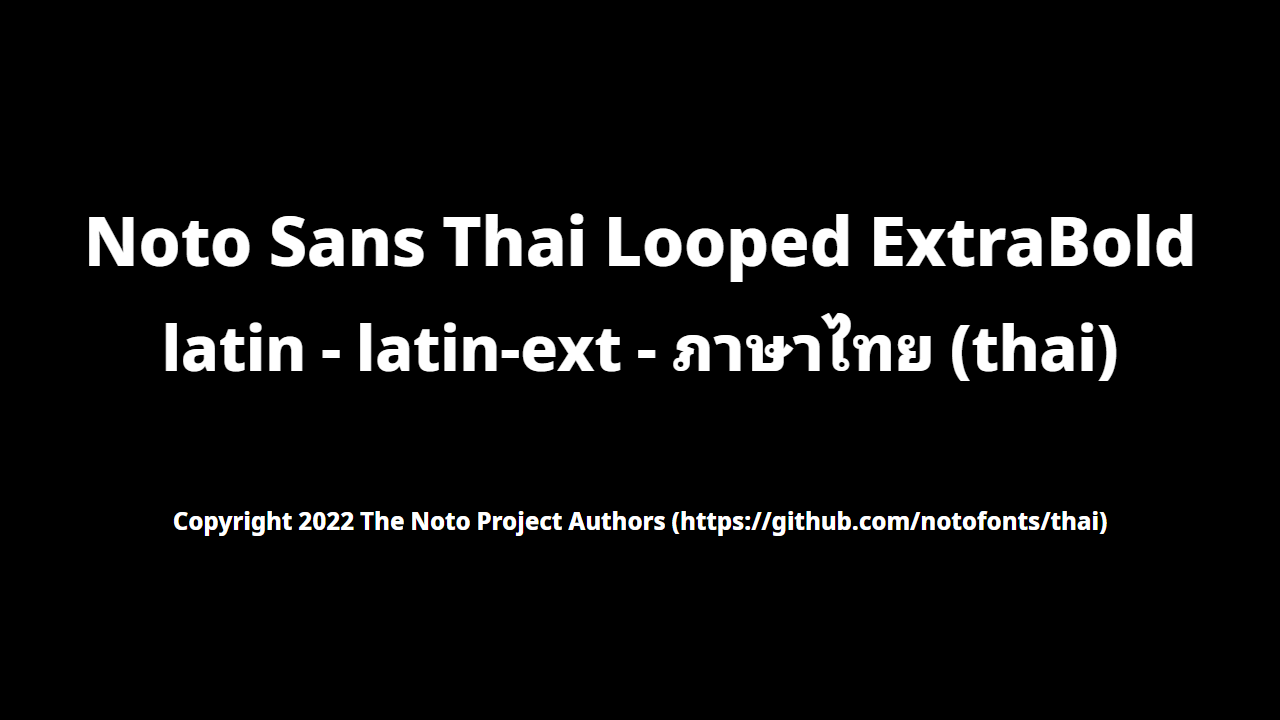 Noto Sans Thai Looped ExtraBold
latin - latin-ext - ภาษาไทย (thai)
Copyright 2022 The Noto Project Authors (https://github.com/notofonts/thai)